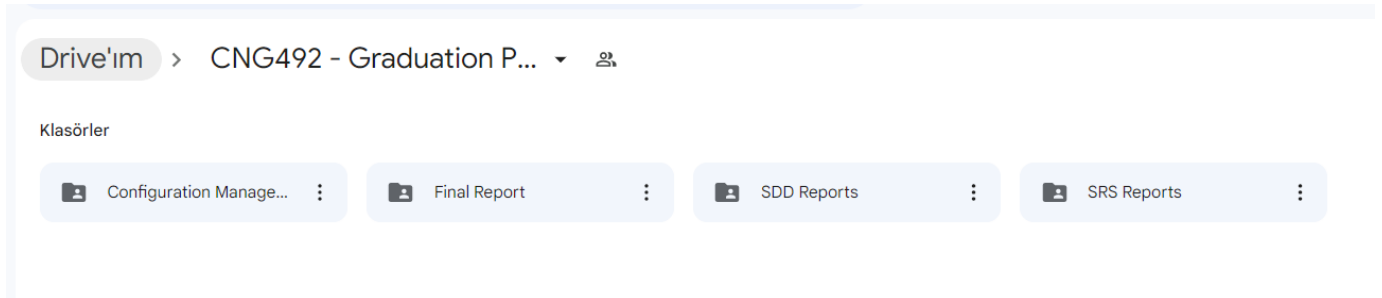 Drive'ım > CNG492 - Graduation P...
Klasörler
Configuration Manage... Final Report SDD Reports SRS Reports